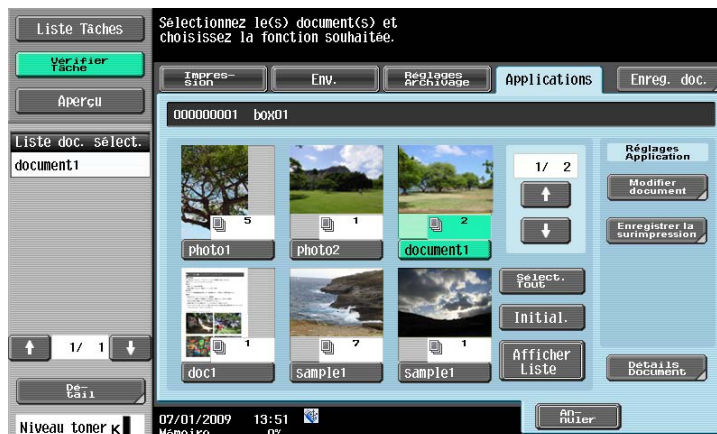 Liste Tâches
Vérifier
Tâche
Aperçu
Liste doc. sélect.
document1
1/ 1
Dé-
tail
Niveau toner K
Sélectionnez le(s) document(s) et
choisissez la fonction souhaitée.
Impres-
sion
Env.
Réglages
Archivage
Applications
Enreg. doc.
000000001 box01
5
photo1
1
photo2
2
document1
1
doc1
7
sample1
1
sample1
1/ 2
Sélect.
Tout
Initial.
Afficher
Liste
Réglages
Application
Modifier
document
Enregistrer la
surimpression
Détails
Document
07/01/2009 13:51
Mémoire 0%
An-
nuler